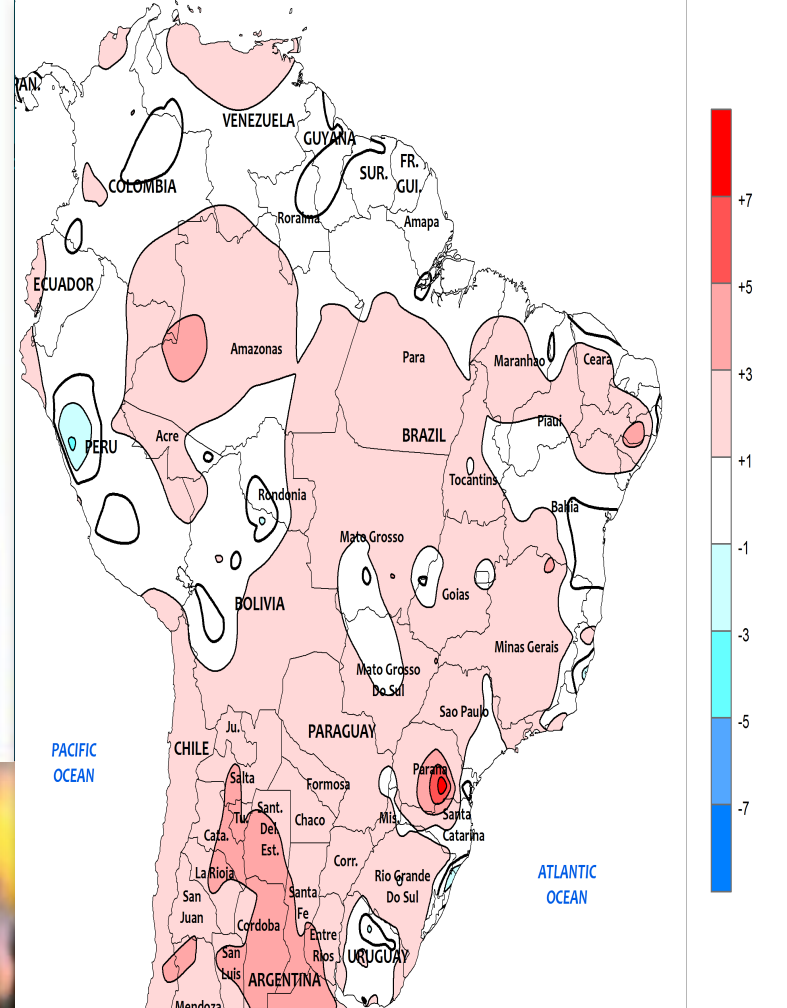 PAN.
VENEZUELA
GUYANA
SUR.
FR.
GUI.
COLOMBIA
Roraima
Amapa
ECUADOR
Amazonas
Para
Maranhao
Ceara
Piaui
Acre
PERU
BRAZIL
Tocantins
Rondonia
Bahia
Mato Grosso
Goias
BOLIVIA
Minas Gerais
Mato Grosso
Do Sul
Sao Paulo
Ju.
PARAGUAY
CHILE
PACIFIC
OCEAN
Salta
Formosa
Parana
Tu.
Sant.
Del
Est.
Chaco
Mis.
Santa
Catarina
Cata.
Corr.
La Rioja
Rio Grande
Do Sul
San
Juan
Santa
Fe
Cordoba
Entre
Rios
URUGUAY
San
Luis
ARGENTINA
Mendoza
ATLANTIC
OCEAN
+7
+5
+3
+1
-1
-3
-5
-7